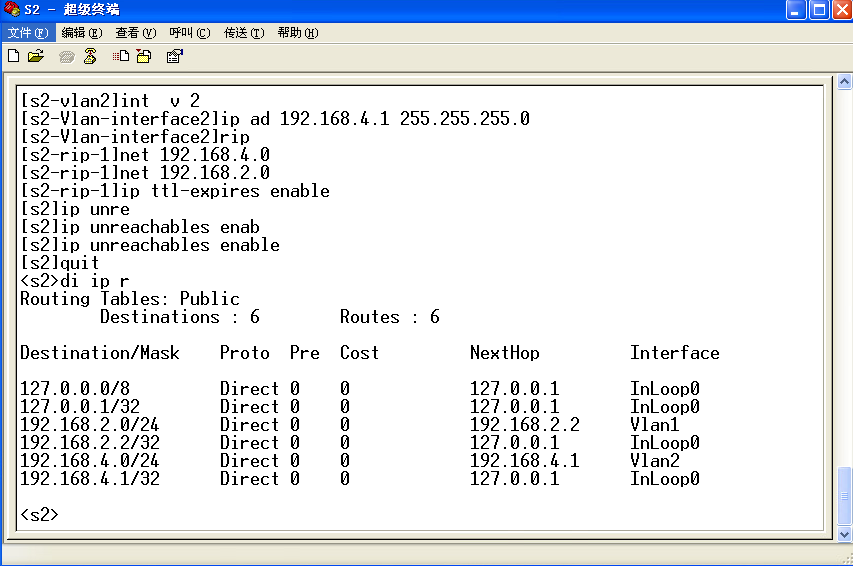 S2 - 超级终端
文件(F) 编辑(E) 查看(V) 呼叫(C) 传送(T) 帮助(H)
[s2-vlan2]int  v 2
[s2-Vlan-interface2]ip ad 192.168.4.1 255.255.255.0
[s2-Vlan-interface2]rip
[s2-rip-1]net 192.168.4.0
[s2-rip-1]net 192.168.2.0
[s2-rip-1]ip ttl-expires enable
[s2]ip unre
[s2]ip unreachables enab
[s2]ip unreachables enable
[s2]quit
<s2>di ip r
Routing Tables: Public
        Destinations : 6        Routes : 6
Destination/Mask    Proto  Pre  Cost         NextHop         Interface
127.0.0.0/8         Direct 0    0            127.0.0.1       InLoop0
127.0.0.1/32        Direct 0    0            127.0.0.1       InLoop0
192.168.2.0/24      Direct 0    0            192.168.2.2     Vlan1
192.168.2.2/32      Direct 0    0            127.0.0.1       InLoop0
192.168.4.0/24      Direct 0    0            192.168.4.1     Vlan2
192.168.4.1/32      Direct 0    0            127.0.0.1       InLoop0
<s2>